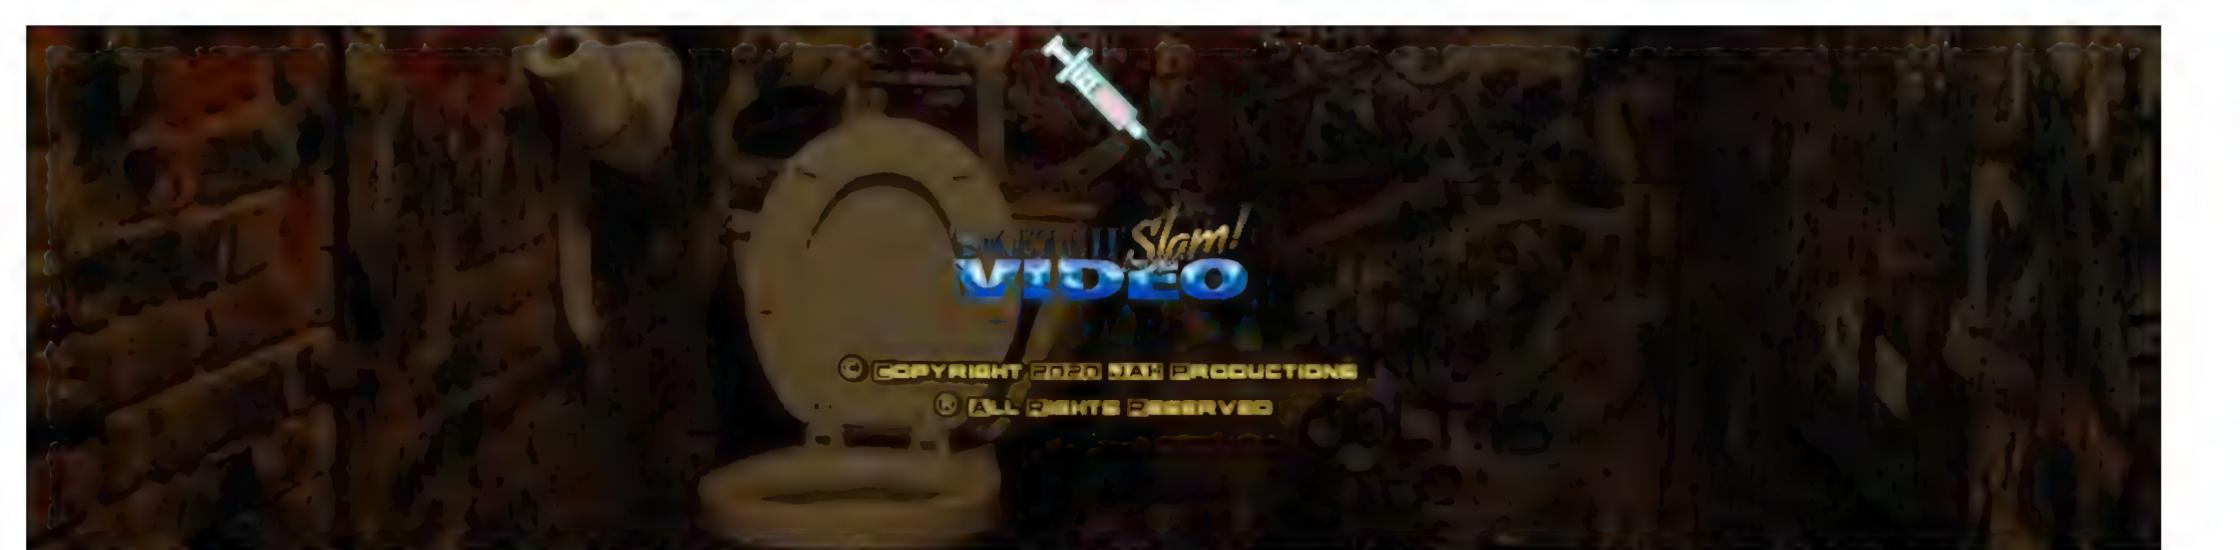 Slam!
VIDEO
© COPYRIGHT 2020 JAH PRODUCTIONS
ALL RIGHTS RESERVED